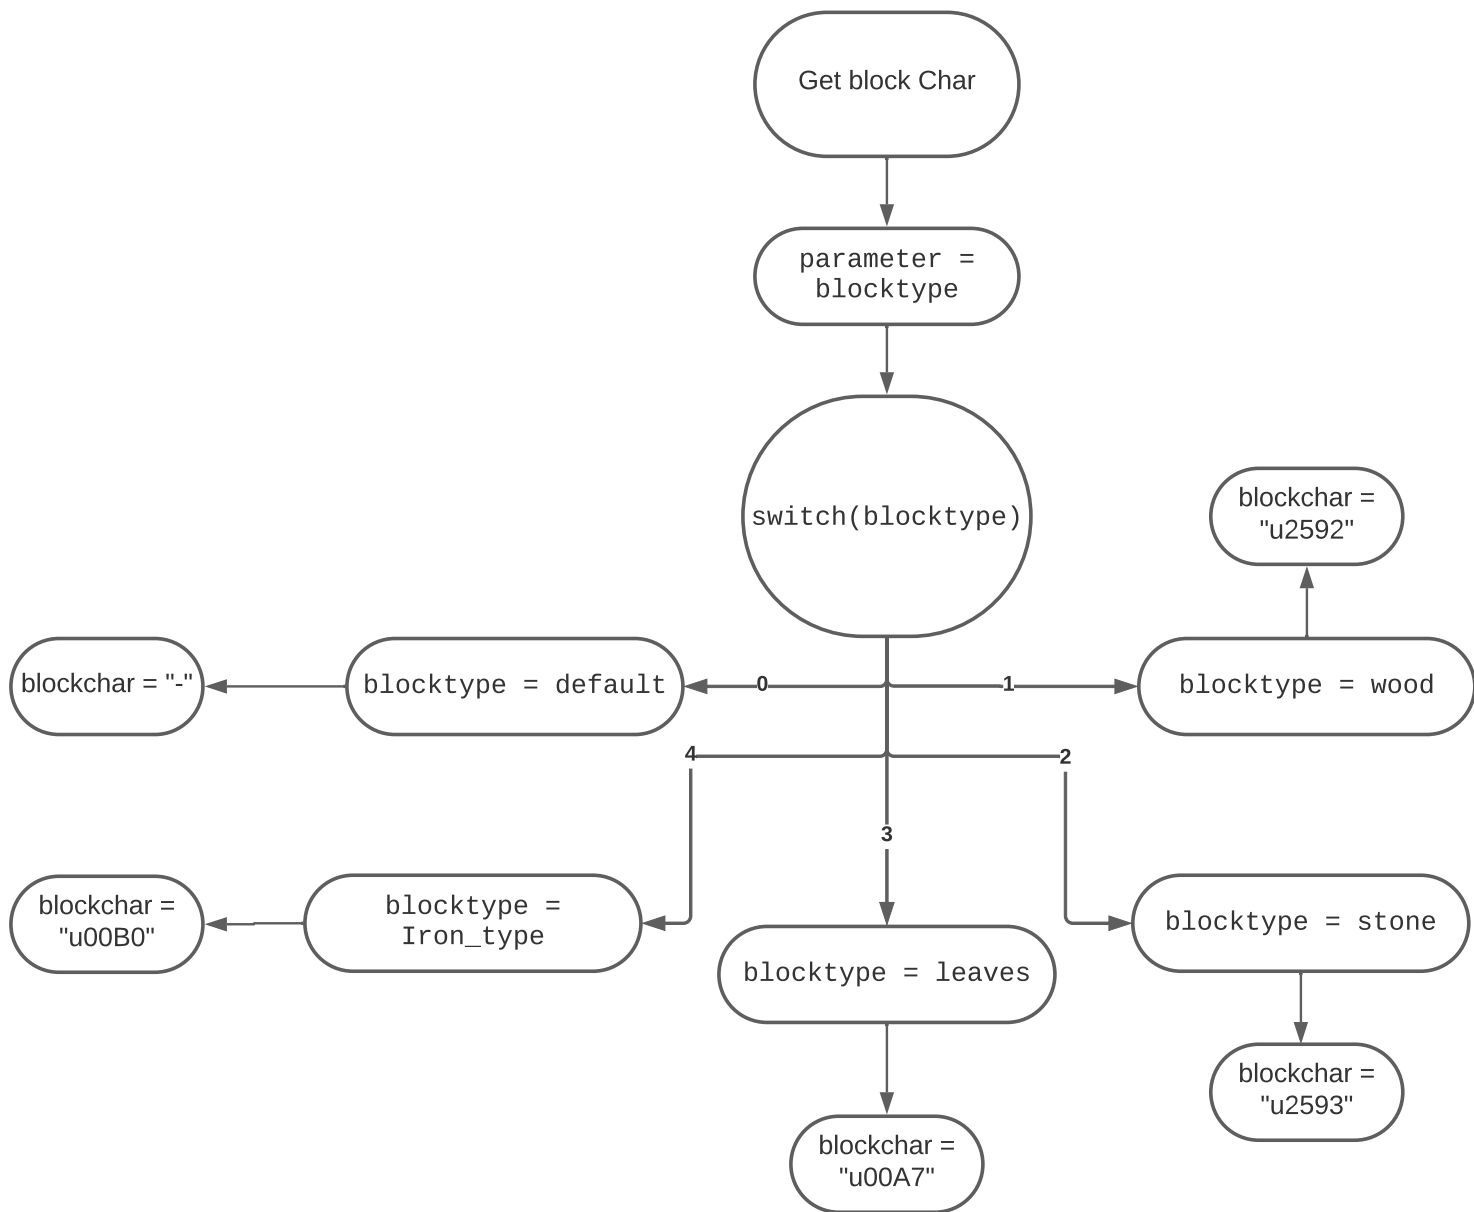 Get block Char
parameter =
blocktype
switch(blocktype)
blockchar =
"u2592"
blockchar = "-"
blocktype = default
0
1
blocktype = wood
4
2
3
blockchar =
"u00B0"
blocktype =
Iron_type
blocktype = leaves
blocktype = stone
blockchar =
"u2593"
blockchar =
"u00A7"